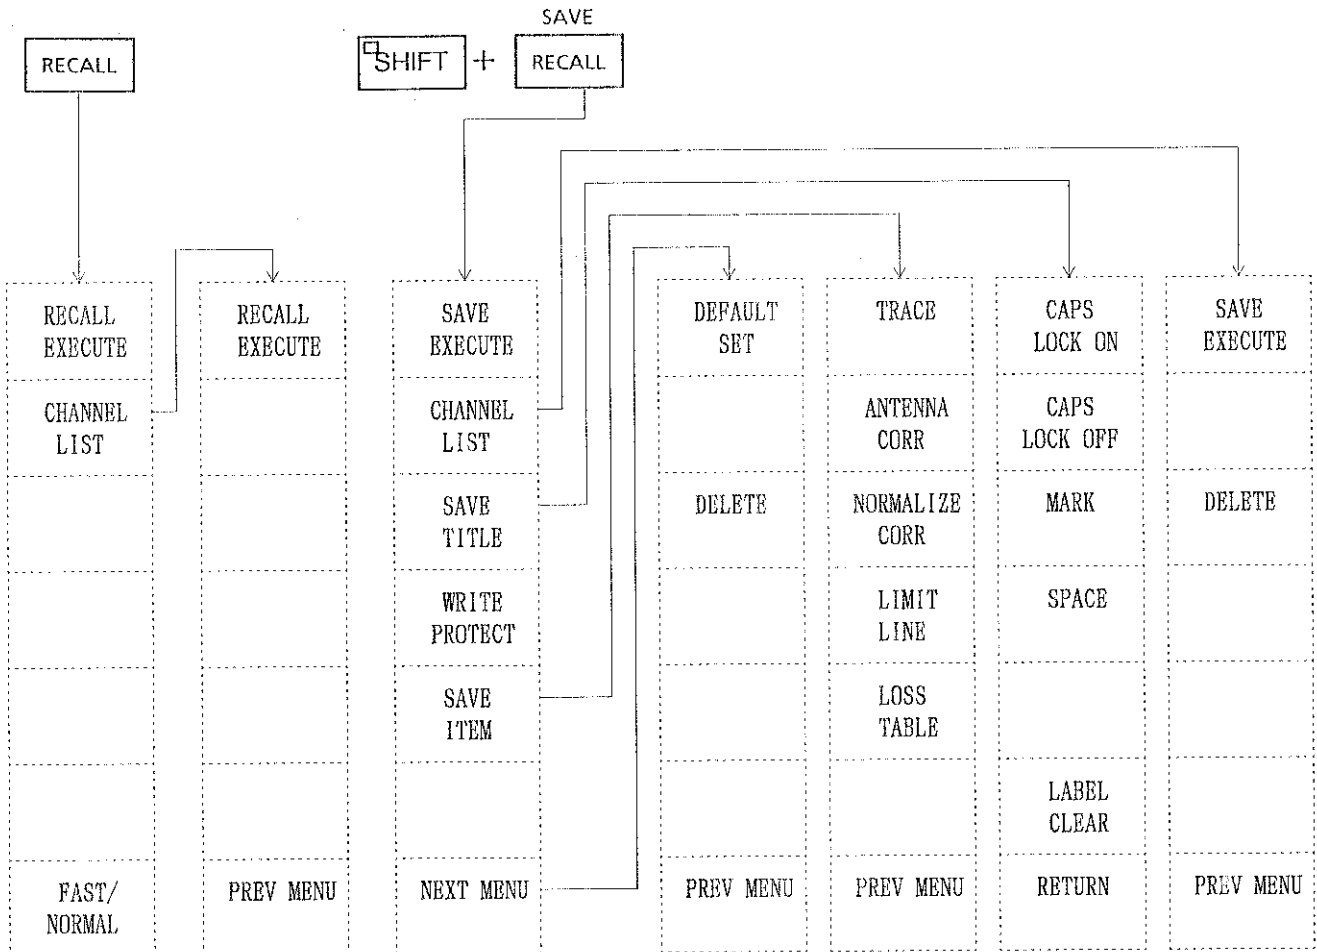 SAVE
RECALL
SHIFT + RECALL
RECALL
EXECUTE
CHANNEL
LIST
FAST/
NORMAL
RECALL
EXECUTE
PREV MENU
SAVE
EXECUTE
CHANNEL
LIST
SAVE
TITLE
WRITE
PROTECT
SAVE
ITEM
NEXT MENU
DEFAULT
SET
DELETE
PREV MENU
TRACE
ANTENNA
CORR
NORMALIZE
CORR
LIMIT
LINE
LOSS
TABLE
PREV MENU
CAPS
LOCK ON
CAPS
LOCK OFF
MARK
SPACE
LABEL
CLEAR
RETURN
SAVE
EXECUTE
DELETE
PREV MENU